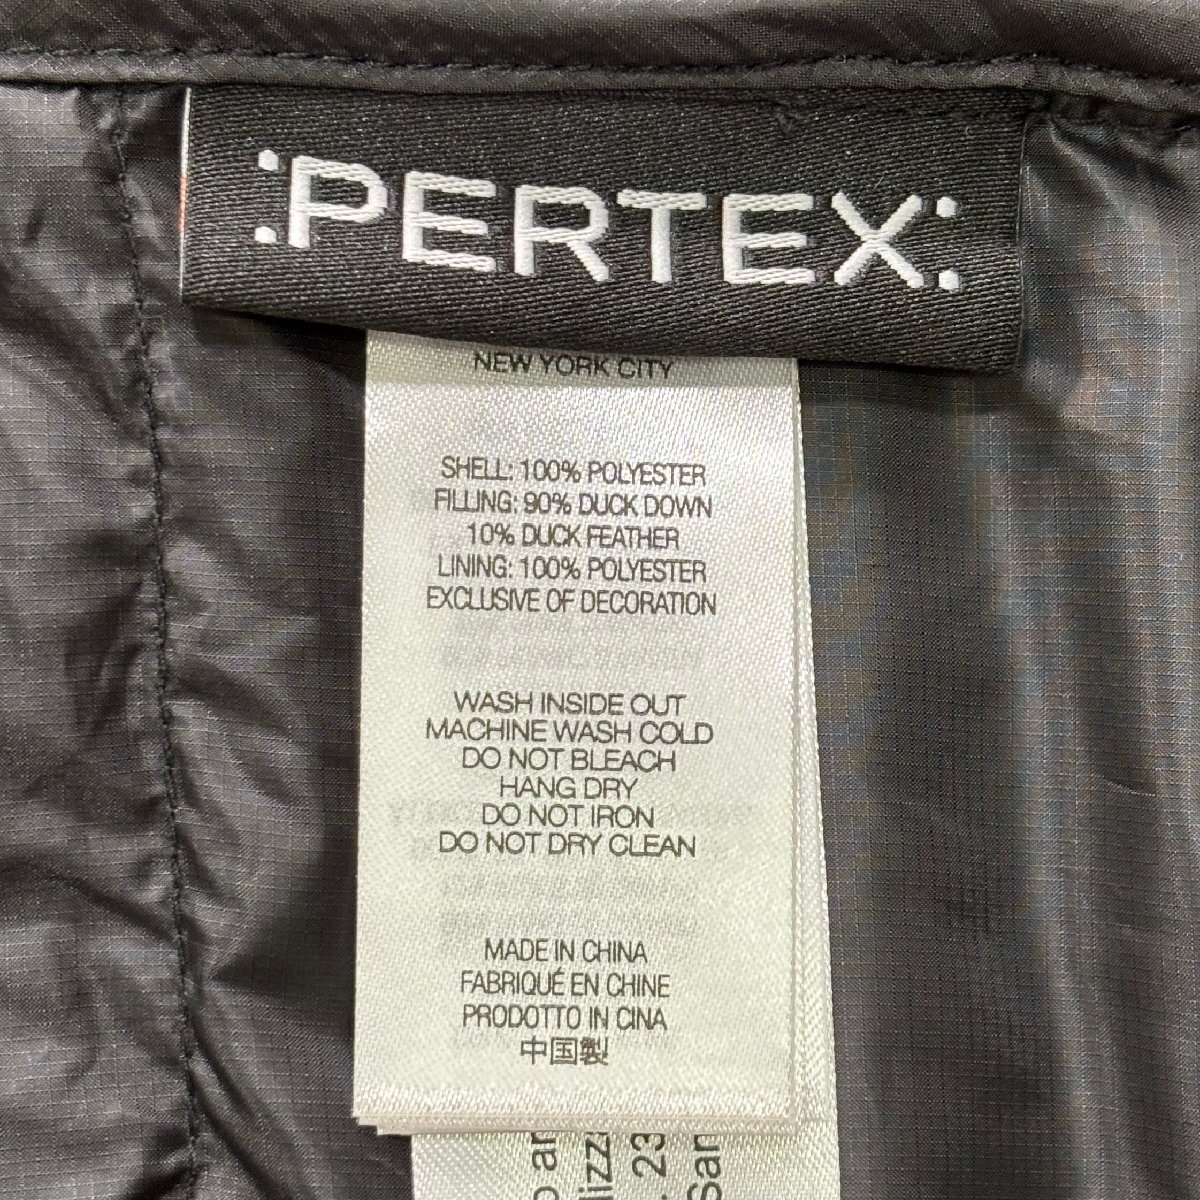 :PERTEX:
NEW YORK CITY
SHELL: 100% POLYESTER
FILLING: 90% DUCK DOWN
10% DUCK FEATHER
LINING: 100% POLYESTER
EXCLUSIVE OF DECORATION
WASH INSIDE OUT
MACHINE WASH COLD
DO NOT BLEACH
HANG DRY
DO NOT IRON
DO NOT DRY CLEAN
MADE IN CHINA
FABRIQUÉ EN CHINE
PRODOTTO IN CINA
中国製